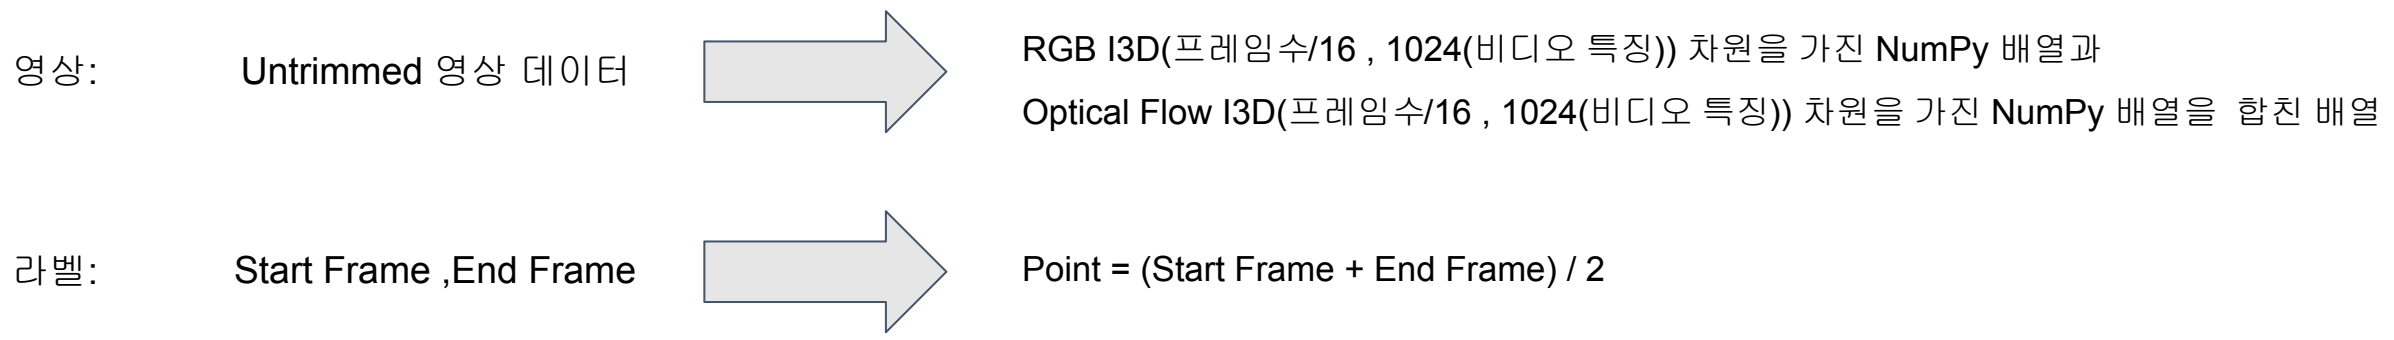 영상: Untrimmed 영상 데이터 RGB I3D(프레임수/16 , 1024(비디오 특징)) 차원을 가진 NumPy 배열과
Optical Flow I3D(프레임수/16 , 1024(비디오 특징)) 차원을 가진 NumPy 배열을 합친 배열
라벨: Start Frame ,End Frame Point = (Start Frame + End Frame) / 2